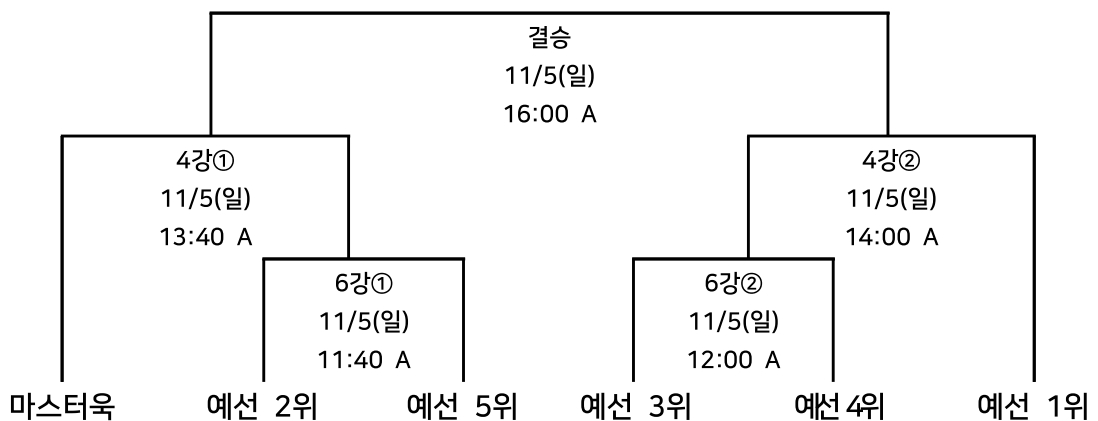 결승
11/5(일)
16:00 A
4강①
11/5(일)
13:40 A
4강②
11/5(일)
14:00 A
6강①
11/5(일)
11:40 A
6강②
11/5(일)
12:00 A
마스터욱
예선 2위
예선 5위
예선 3위
예선 4위
예선 1위